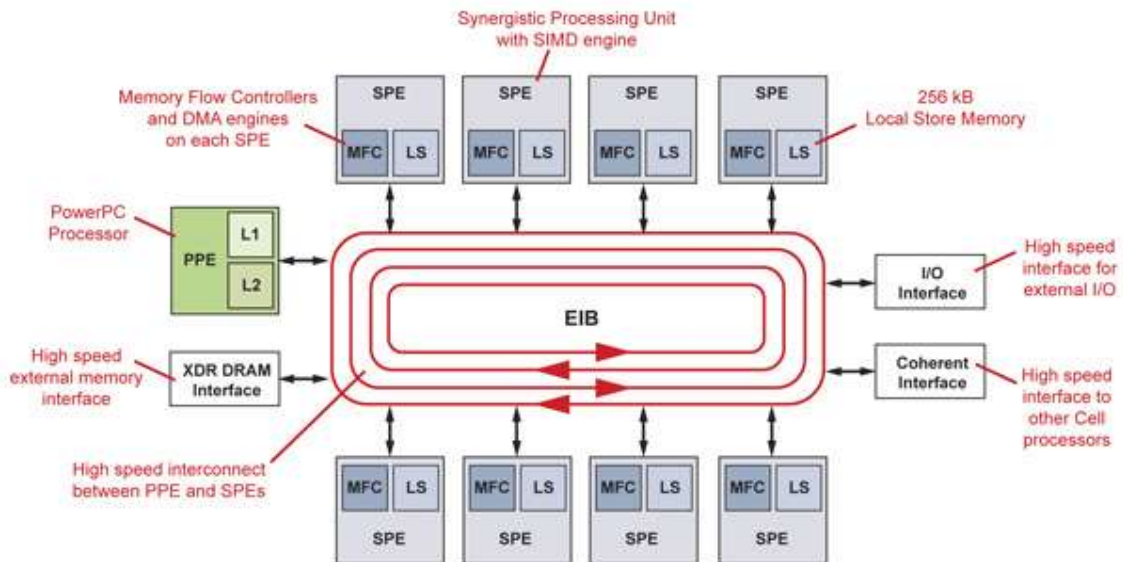 Synergistic Processing Unit
with SIMD engine
Memory Flow Controllers
and DMA engines
on each SPE
SPE
MFC LS
SPE
MFC LS
SPE
MFC LS
SPE
MFC LS
256 kB
Local Store Memory
PowerPC
Processor
PPE
L1
L2
High speed
external memory
interface
XDR DRAM
Interface
EIB
I/O
Interface
High speed
interface for
external I/O
Coherent
Interface
High speed
interface to
other Cell
processors
High speed interconnect
between PPE and SPEs
MFC LS
SPE
MFC LS
SPE
MFC LS
SPE
MFC LS
SPE